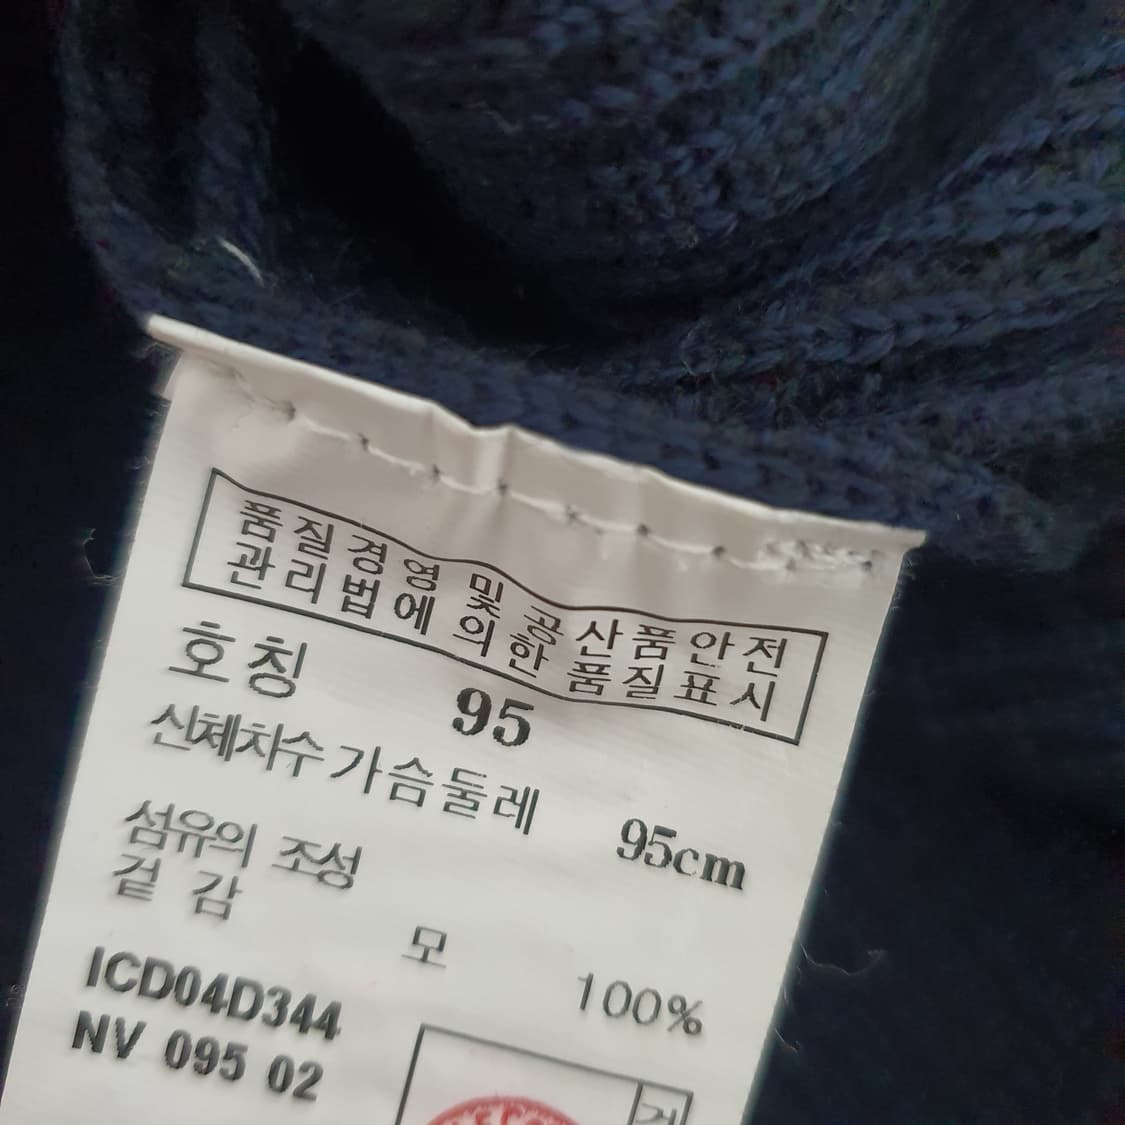 품질경영 및 공산품안전
관리법에 의한 품질표시
호칭 95
신체차수 가슴둘레 95cm
섬유의 조성
겉감 모 100%
ICD04D344
NV 095 02